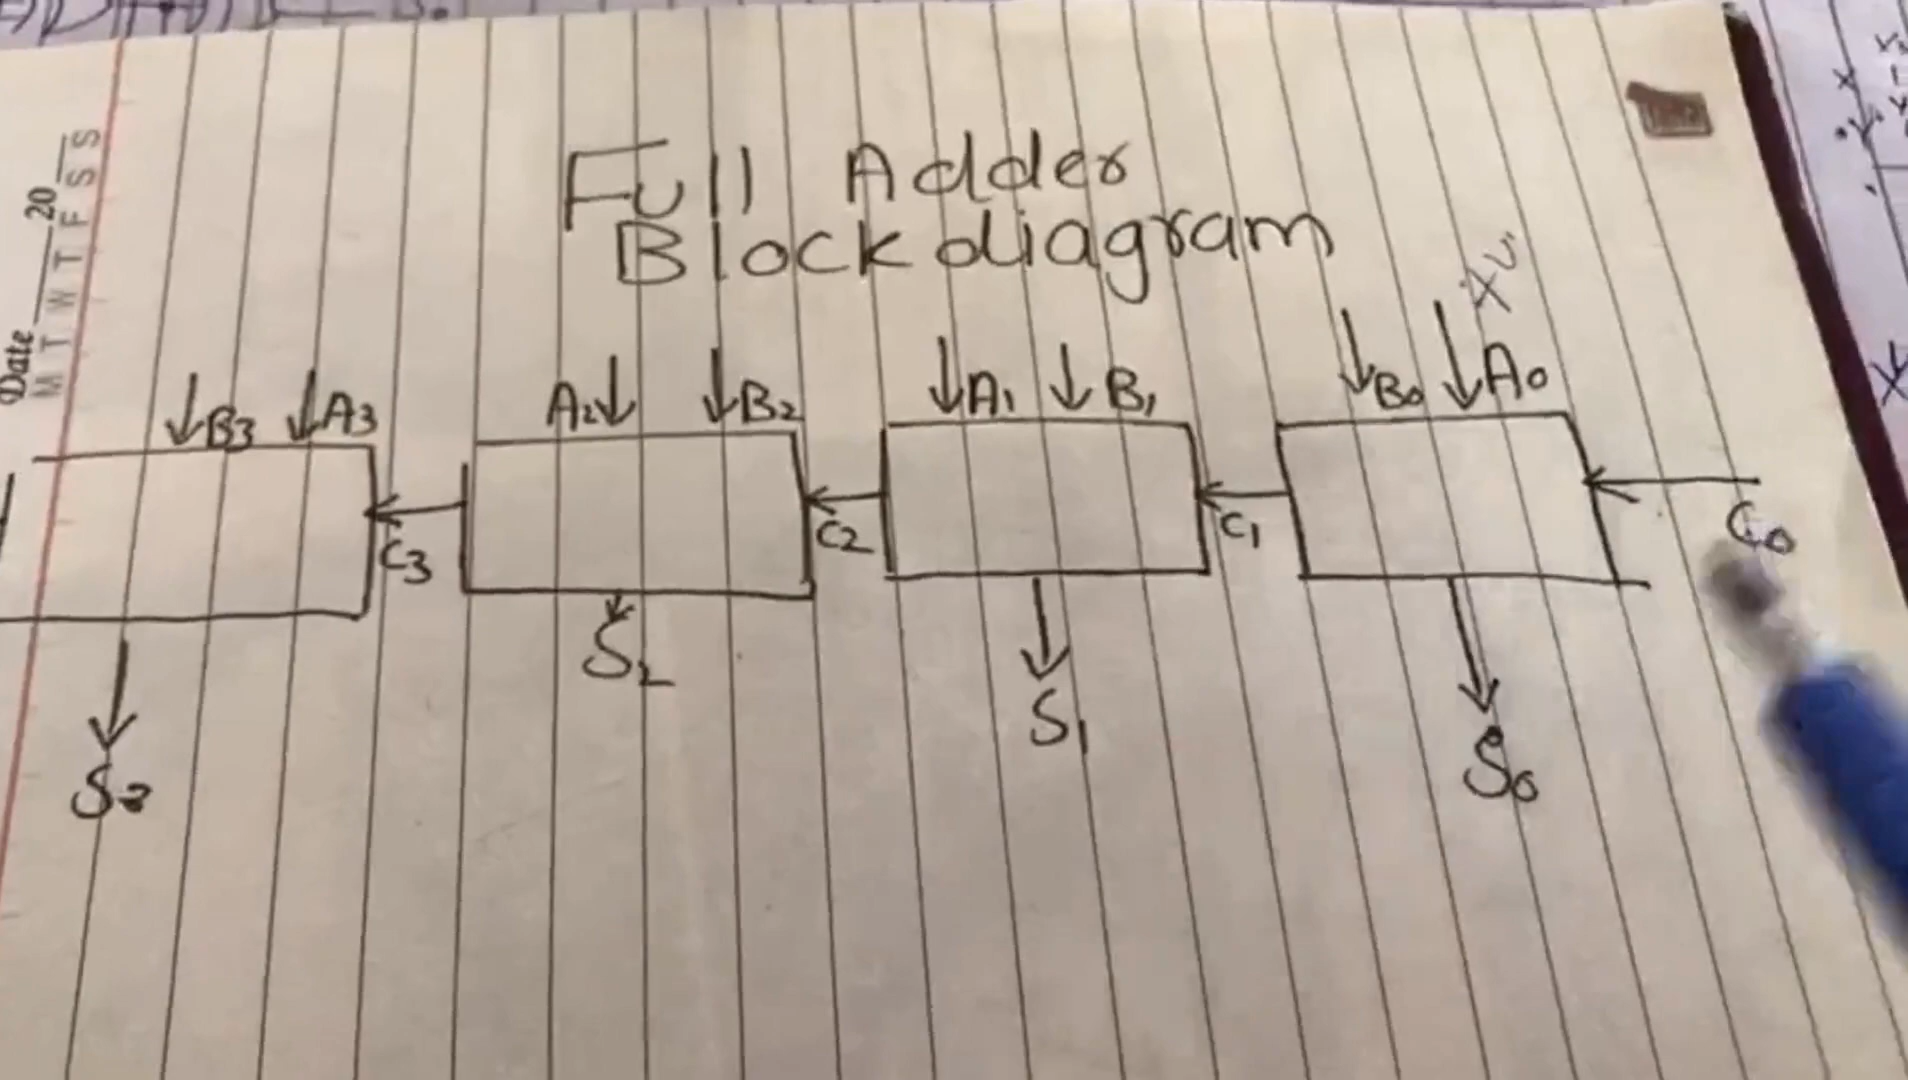 Date 20
M T W T F S S
Full Adder
Block diagram
B3 A3 A2 B2 A1 B1 B0 A0
C3 C2 C1 C0
S2 S1 S0